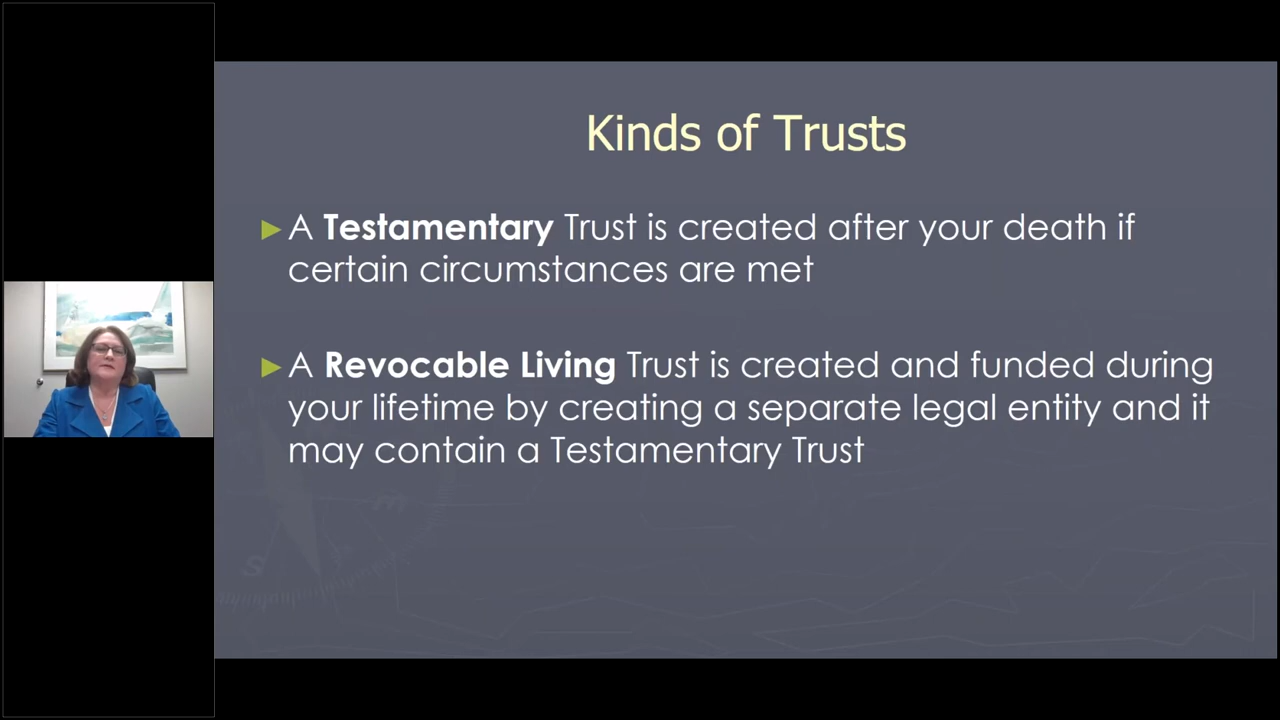 Kinds of Trusts
A Testamentary Trust is created after your death if
certain circumstances are met
A Revocable Living Trust is created and funded during
your lifetime by creating a separate legal entity and it
may contain a Testamentary Trust
S
m